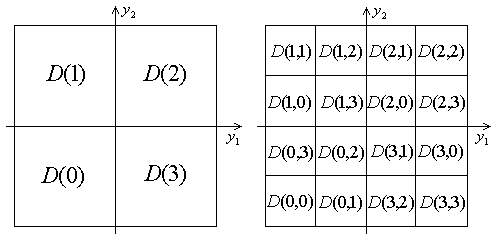 y₂
D(1) D(2)
y₁
D(0) D(3)
y₂
D(1,1) D(1,2) D(2,1) D(2,2)
D(1,0) D(1,3) D(2,0) D(2,3)
y₁
D(0,3) D(0,2) D(3,1) D(3,0)
D(0,0) D(0,1) D(3,2) D(3,3)